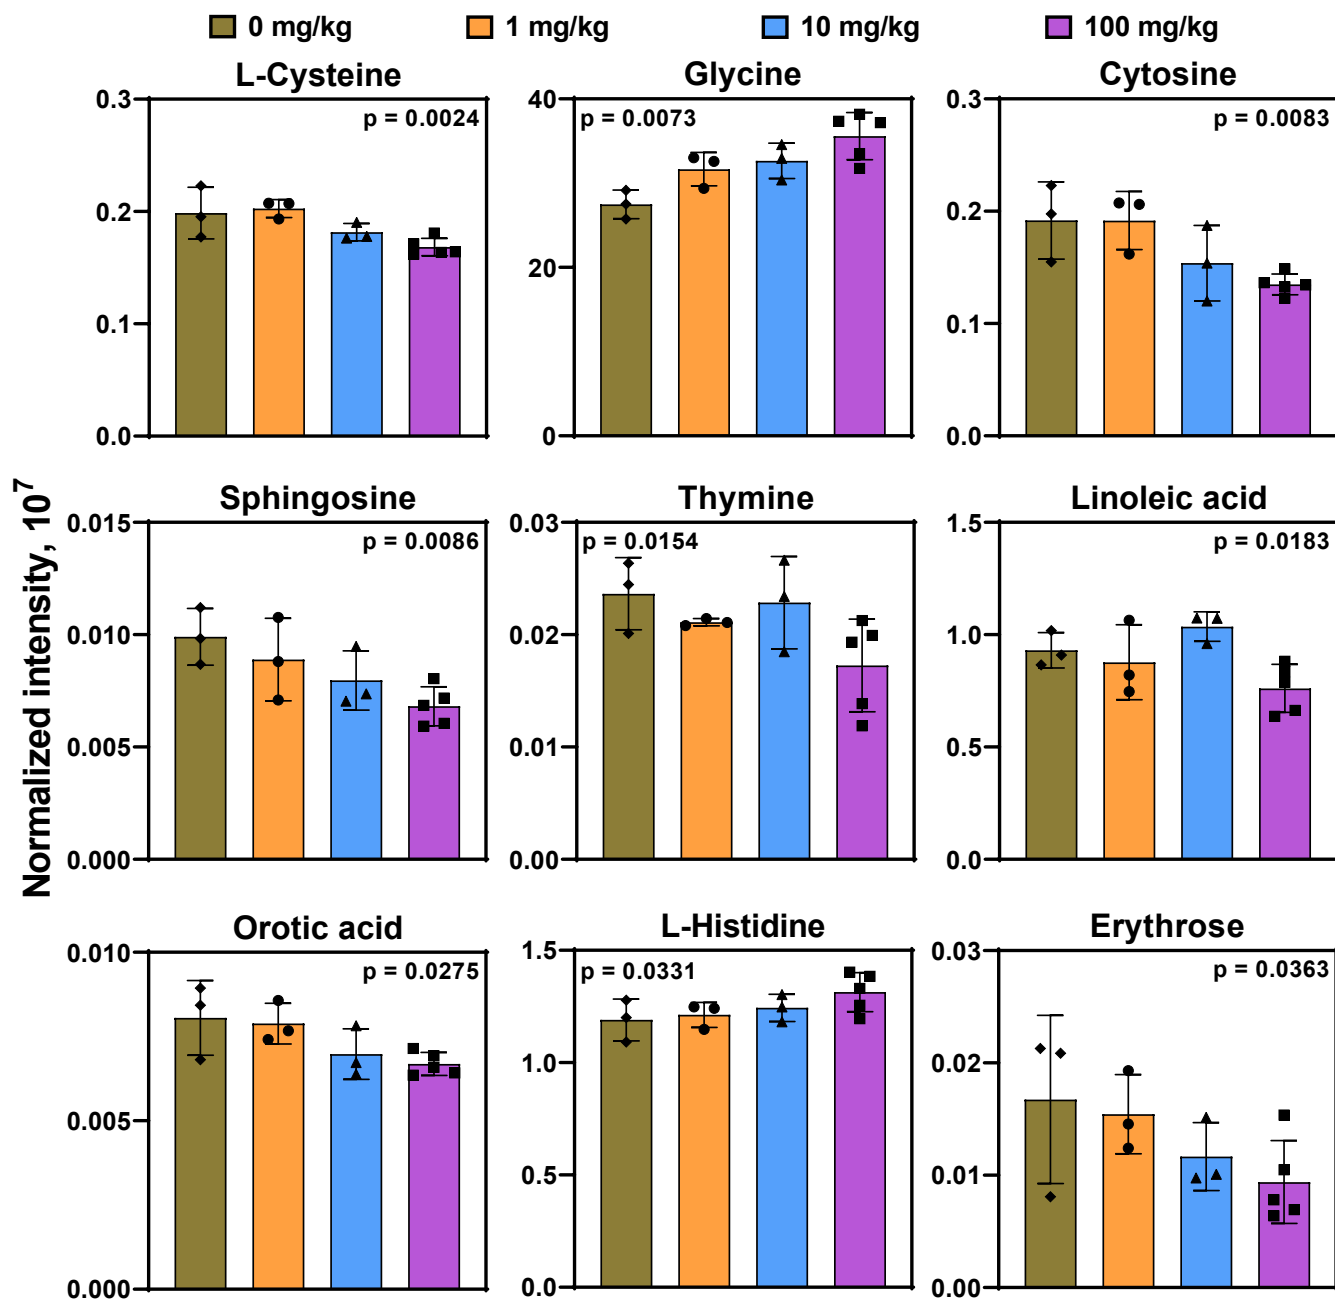 0 mg/kg 1 mg/kg 10 mg/kg 100 mg/kg
L-Cysteine Glycine Cytosine
0.3 p = 0.0024 40 p = 0.0073 0.3 p = 0.0083
0.2 0.2
20
0.1 0.1
0.0 0 0.0
Normalized intensity, 10⁷
Sphingosine Thymine Linoleic acid
0.015 p = 0.0086 0.03 p = 0.0154 1.5 p = 0.0183
0.010 0.02 1.0
0.005 0.01 0.5
0.000 0.00 0.0
Orotic acid L-Histidine Erythrose
0.010 p = 0.0275 1.5 p = 0.0331 0.03 p = 0.0363
1.0 0.02
0.005
0.5 0.01
0.000 0.0 0.00